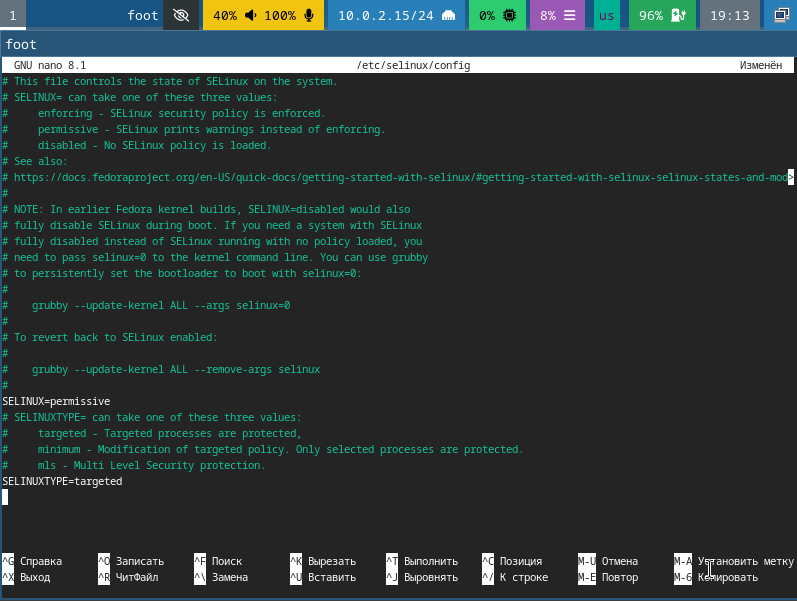 1 foot 40% 100% 10.0.2.15/24 0% 8% us 96% 19:13
foot
GNU nano 8.1 /etc/selinux/config Изменён
# This file controls the state of SELinux on the system.
# SELINUX= can take one of these three values:
#     enforcing - SELinux security policy is enforced.
#     permissive - SELinux prints warnings instead of enforcing.
#     disabled - No SELinux policy is loaded.
# See also:
# https://docs.fedoraproject.org/en-US/quick-docs/getting-started-with-selinux/#getting-started-with-selinux-selinux-states-and-mod>
#
# NOTE: In earlier Fedora kernel builds, SELINUX=disabled would also
# fully disable SELinux during boot. If you need a system with SELinux
# fully disabled instead of SELinux running with no policy loaded, you
# need to pass selinux=0 to the kernel command line. You can use grubby
# to persistently set the bootloader to boot with selinux=0:
#
#    grubby --update-kernel ALL --args selinux=0
#
# To revert back to SELinux enabled:
#
#    grubby --update-kernel ALL --remove-args selinux
#
SELINUX=permissive
# SELINUXTYPE= can take one of these three values:
#     targeted - Targeted processes are protected,
#     minimum - Modification of targeted policy. Only selected processes are protected.
#     mls - Multi Level Security protection.
SELINUXTYPE=targeted
^G Справка ^O Записать ^F Поиск ^K Вырезать ^T Выполнить ^C Позиция M-U Отмена M-A Установить метку
^X Выход ^R ЧитФайл ^\ Замена ^U Вставить ^J Выровнять ^/ К строке M-E Повтор M-6 Копировать